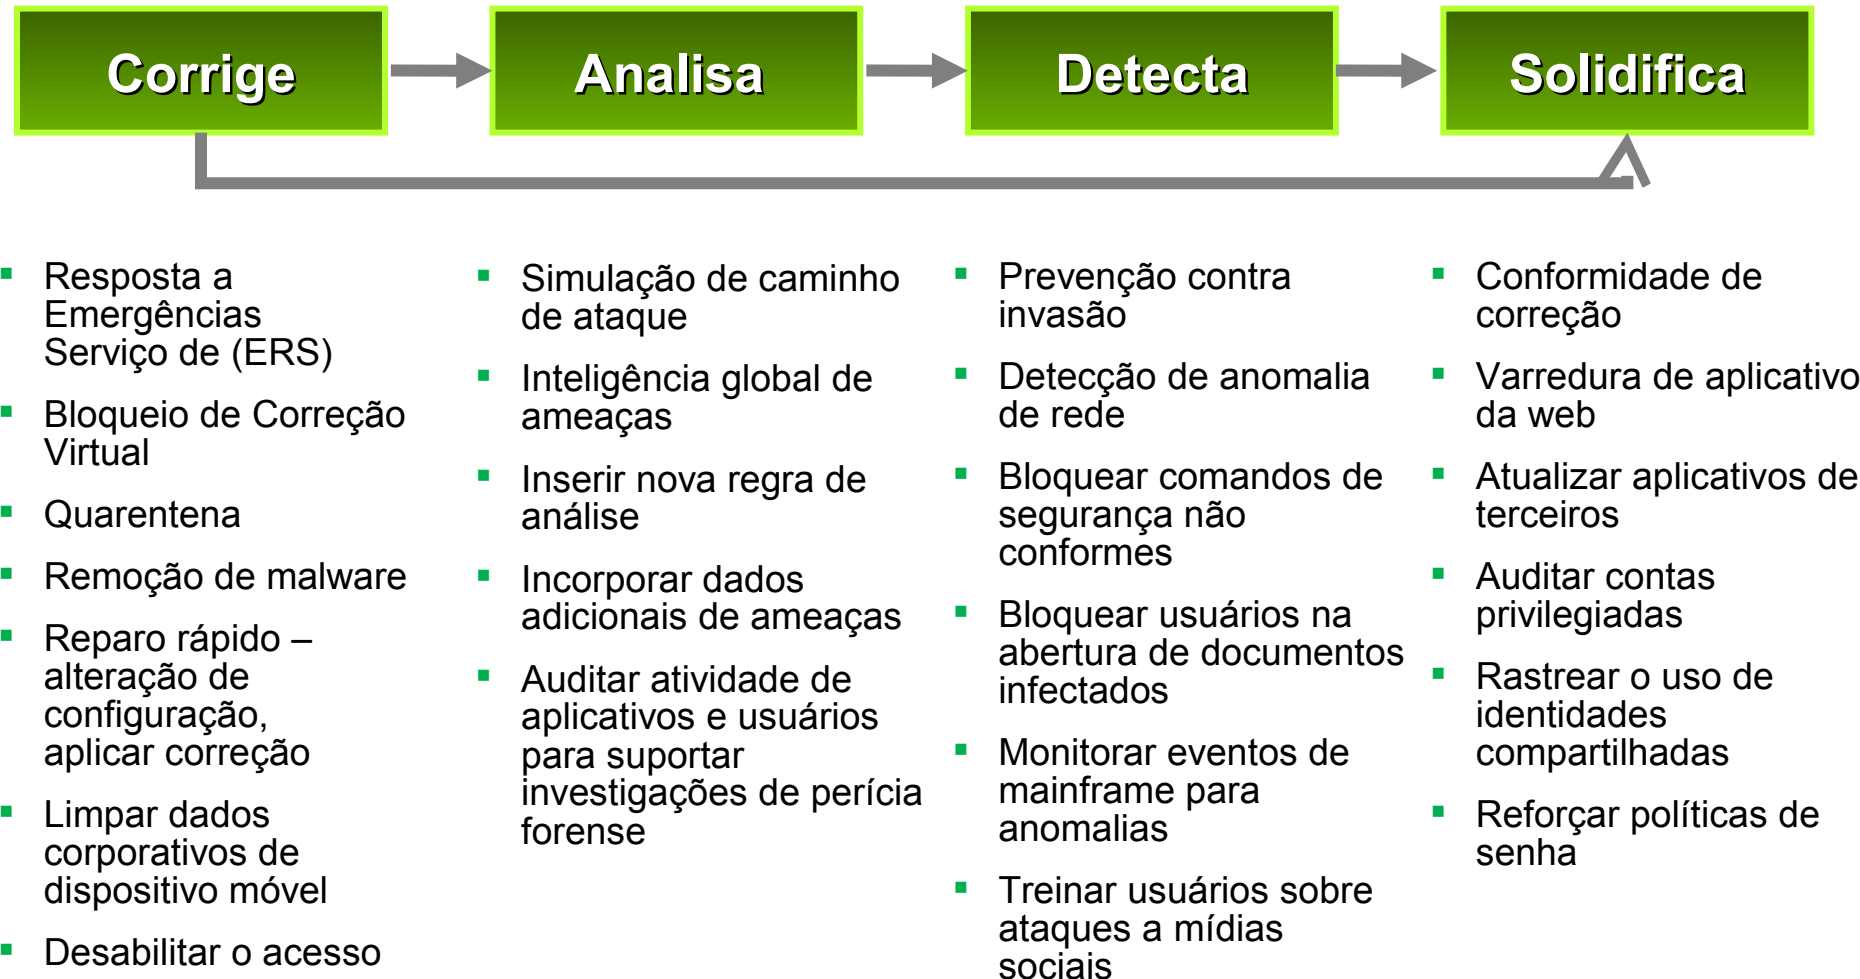 Corrige
Analisa
Detecta
Solidifica
▪ Resposta a
Emergências
Serviço de (ERS)
▪ Bloqueio de Correção
Virtual
▪ Quarentena
▪ Remoção de malware
▪ Reparo rápido –
alteração de
configuração,
aplicar correção
▪ Limpar dados
corporativos de
dispositivo móvel
▪ Desabilitar o acesso
▪ Simulação de caminho
de ataque
▪ Inteligência global de
ameaças
▪ Inserir nova regra de
análise
▪ Incorporar dados
adicionais de ameaças
▪ Auditar atividade de
aplicativos e usuários
para suportar
investigações de perícia
forense
▪ Prevenção contra
invasão
▪ Detecção de anomalia
de rede
▪ Bloquear comandos de
segurança não
conformes
▪ Bloquear usuários na
abertura de documentos
infectados
▪ Monitorar eventos de
mainframe para
anomalias
▪ Treinar usuários sobre
ataques a mídias
sociais
▪ Conformidade de
correção
▪ Varredura de aplicativo
da web
▪ Atualizar aplicativos de
terceiros
▪ Auditar contas
privilegiadas
▪ Rastrear o uso de
identidades
compartilhadas
▪ Reforçar políticas de
senha